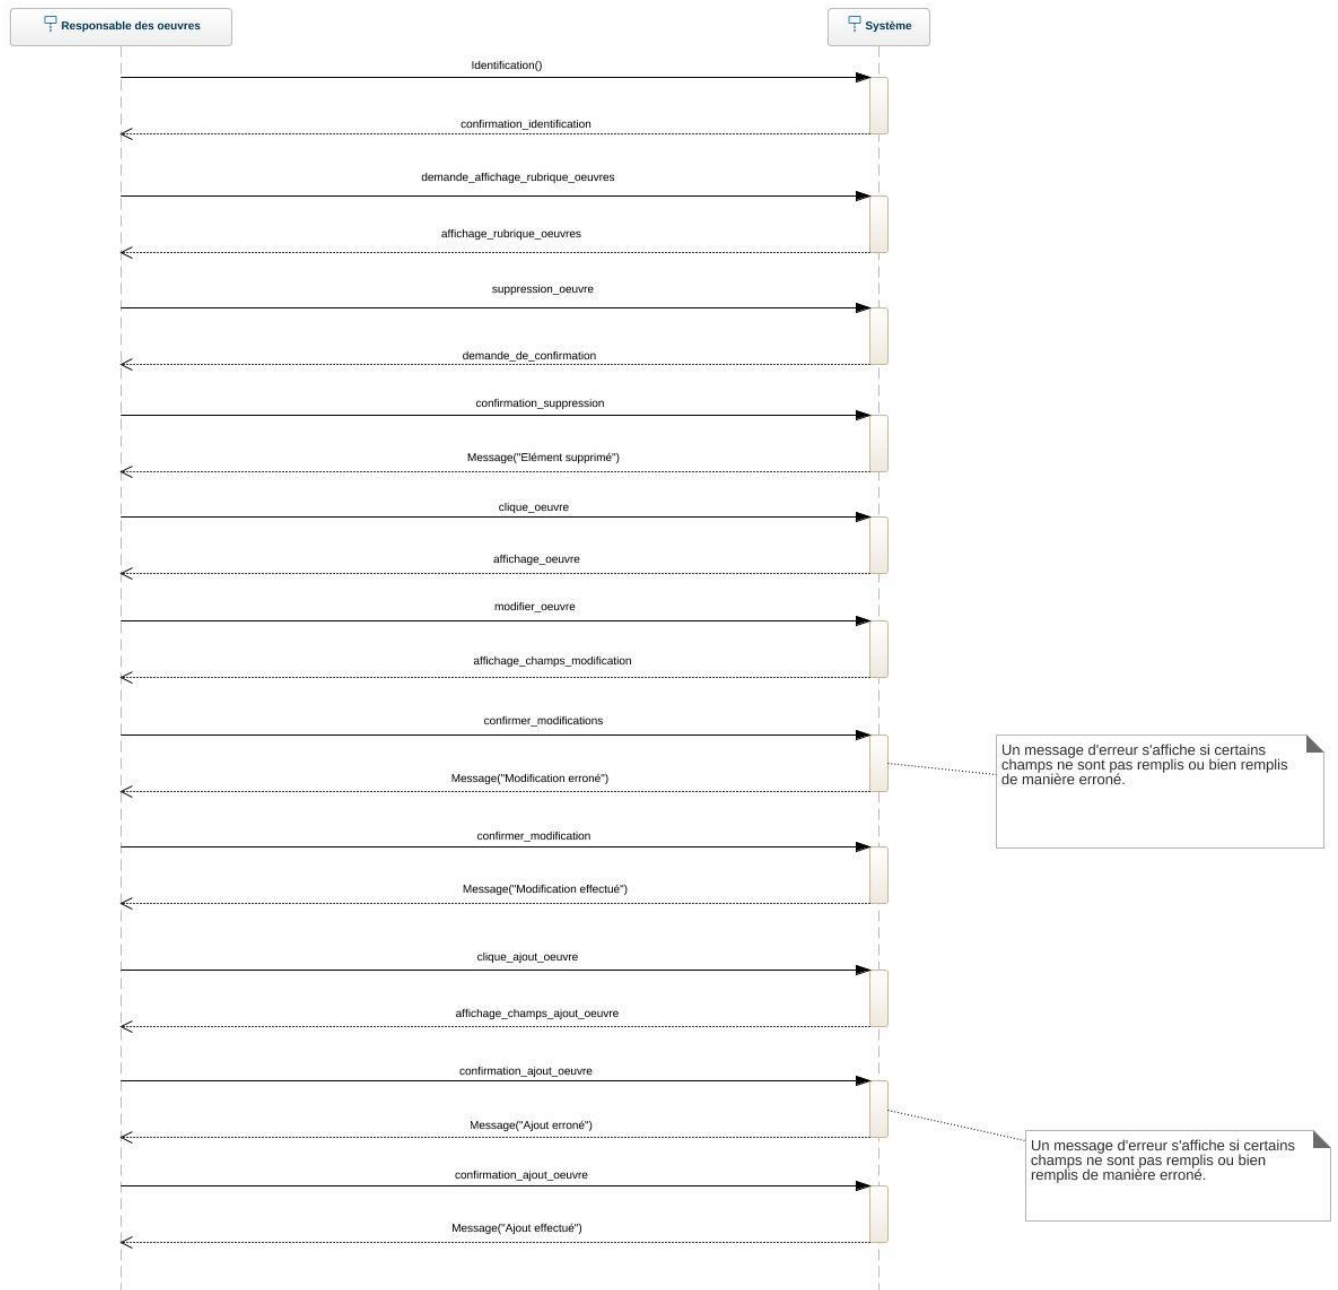 Responsable des oeuvres
Système
Identification()
confirmation_identification
demande_affichage_rubrique_oeuvres
affichage_rubrique_oeuvres
suppression_oeuvre
demande_de_confirmation
confirmation_suppression
Message("Elément supprimé")
clique_oeuvre
affichage_oeuvre
modifier_oeuvre
affichage_champs_modification
confirmer_modifications
Message("Modification erroné")
Un message d'erreur s'affiche si certains
champs ne sont pas remplis ou bien remplis
de manière erroné.
confirmer_modification
Message("Modification effectué")
clique_ajout_oeuvre
affichage_champs_ajout_oeuvre
confirmation_ajout_oeuvre
Message("Ajout erroné")
Un message d'erreur s'affiche si certains
champs ne sont pas remplis ou bien
remplis de manière erroné.
confirmation_ajout_oeuvre
Message("Ajout effectué")